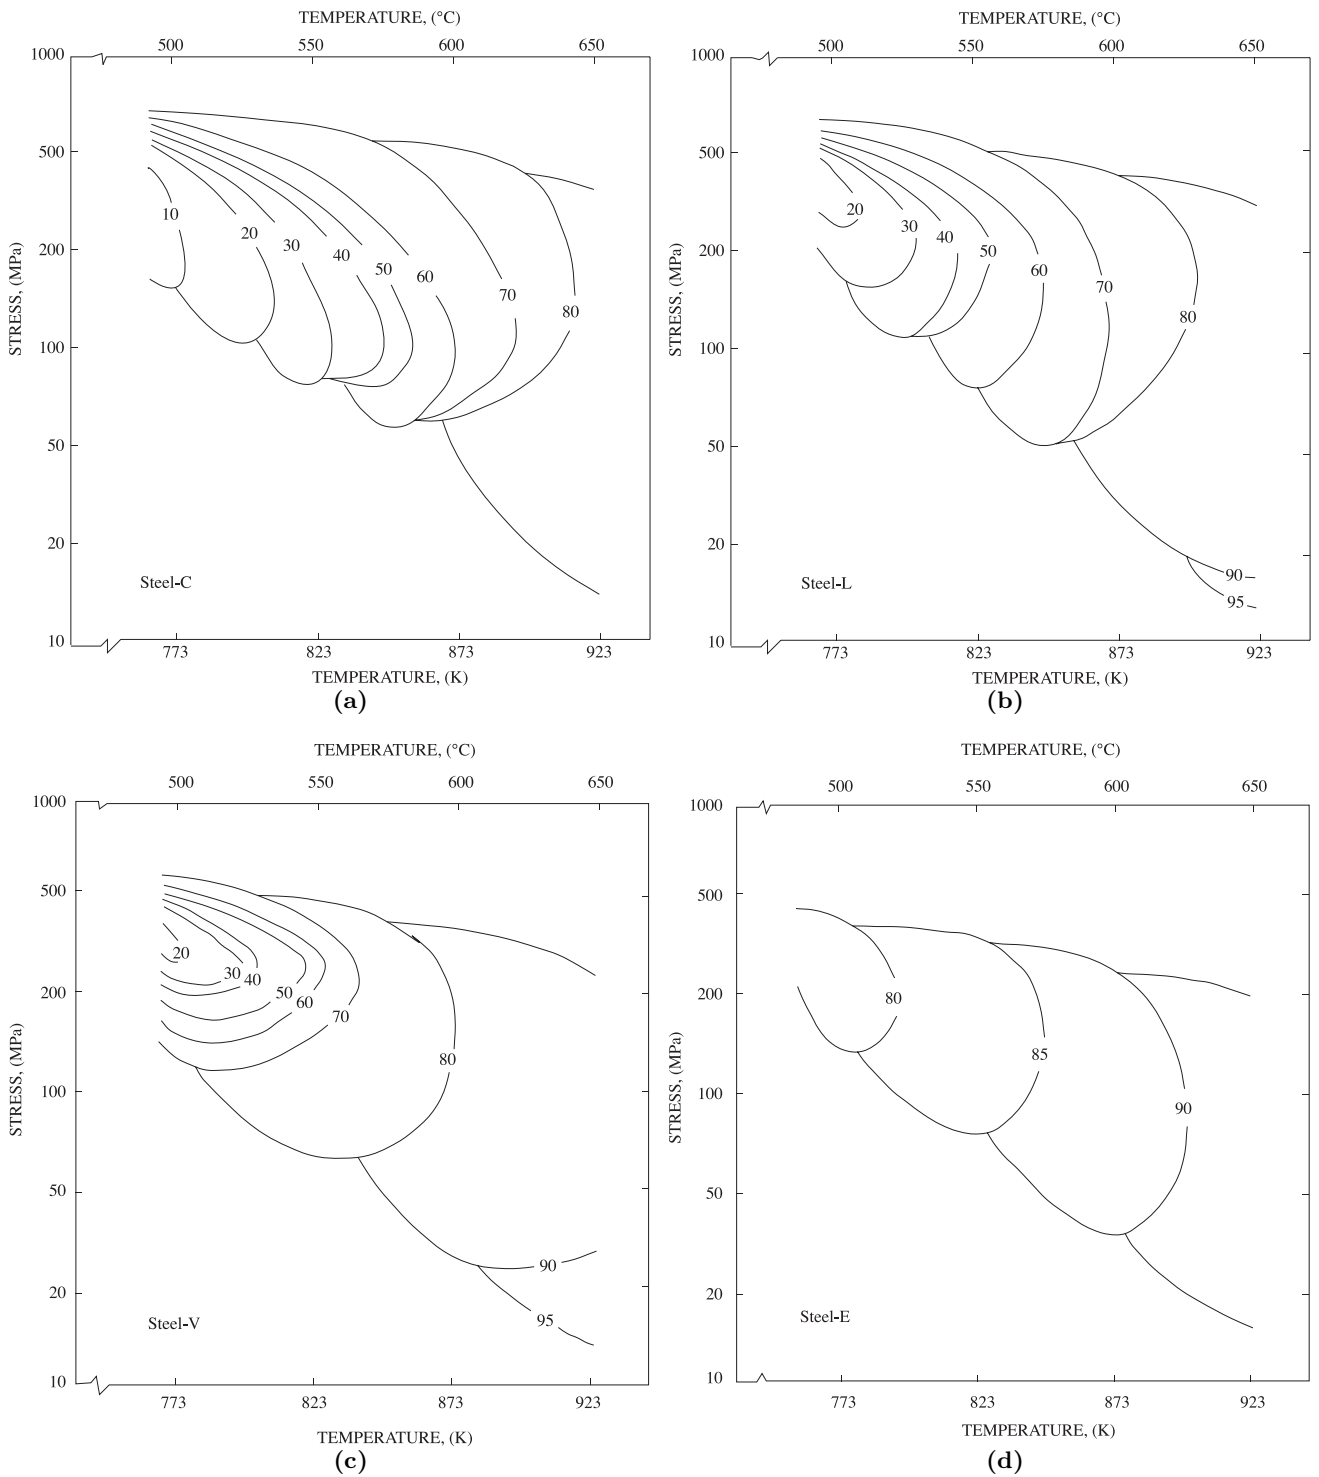 TEMPERATURE, (°C)
500 550 600 650
1000
500
200
100
50
20
10
STRESS, (MPa)
10 20 30 40 50 60 70 80
Steel-C
773 823 873 923
TEMPERATURE, (K)
(a)
TEMPERATURE, (°C)
500 550 600 650
1000
500
200
100
50
20
10
STRESS, (MPa)
20 30 40 50 60 70 80
90
95
Steel-L
773 823 873 923
TEMPERATURE, (K)
(b)
TEMPERATURE, (°C)
500 550 600 650
1000
500
200
100
50
20
10
STRESS, (MPa)
20 30 40 50 60 70 80
90
95
Steel-V
773 823 873 923
TEMPERATURE, (K)
(c)
TEMPERATURE, (°C)
500 550 600 650
1000
500
200
100
50
20
10
STRESS, (MPa)
80 85 90
Steel-E
773 823 873 923
TEMPERATURE, (K)
(d)